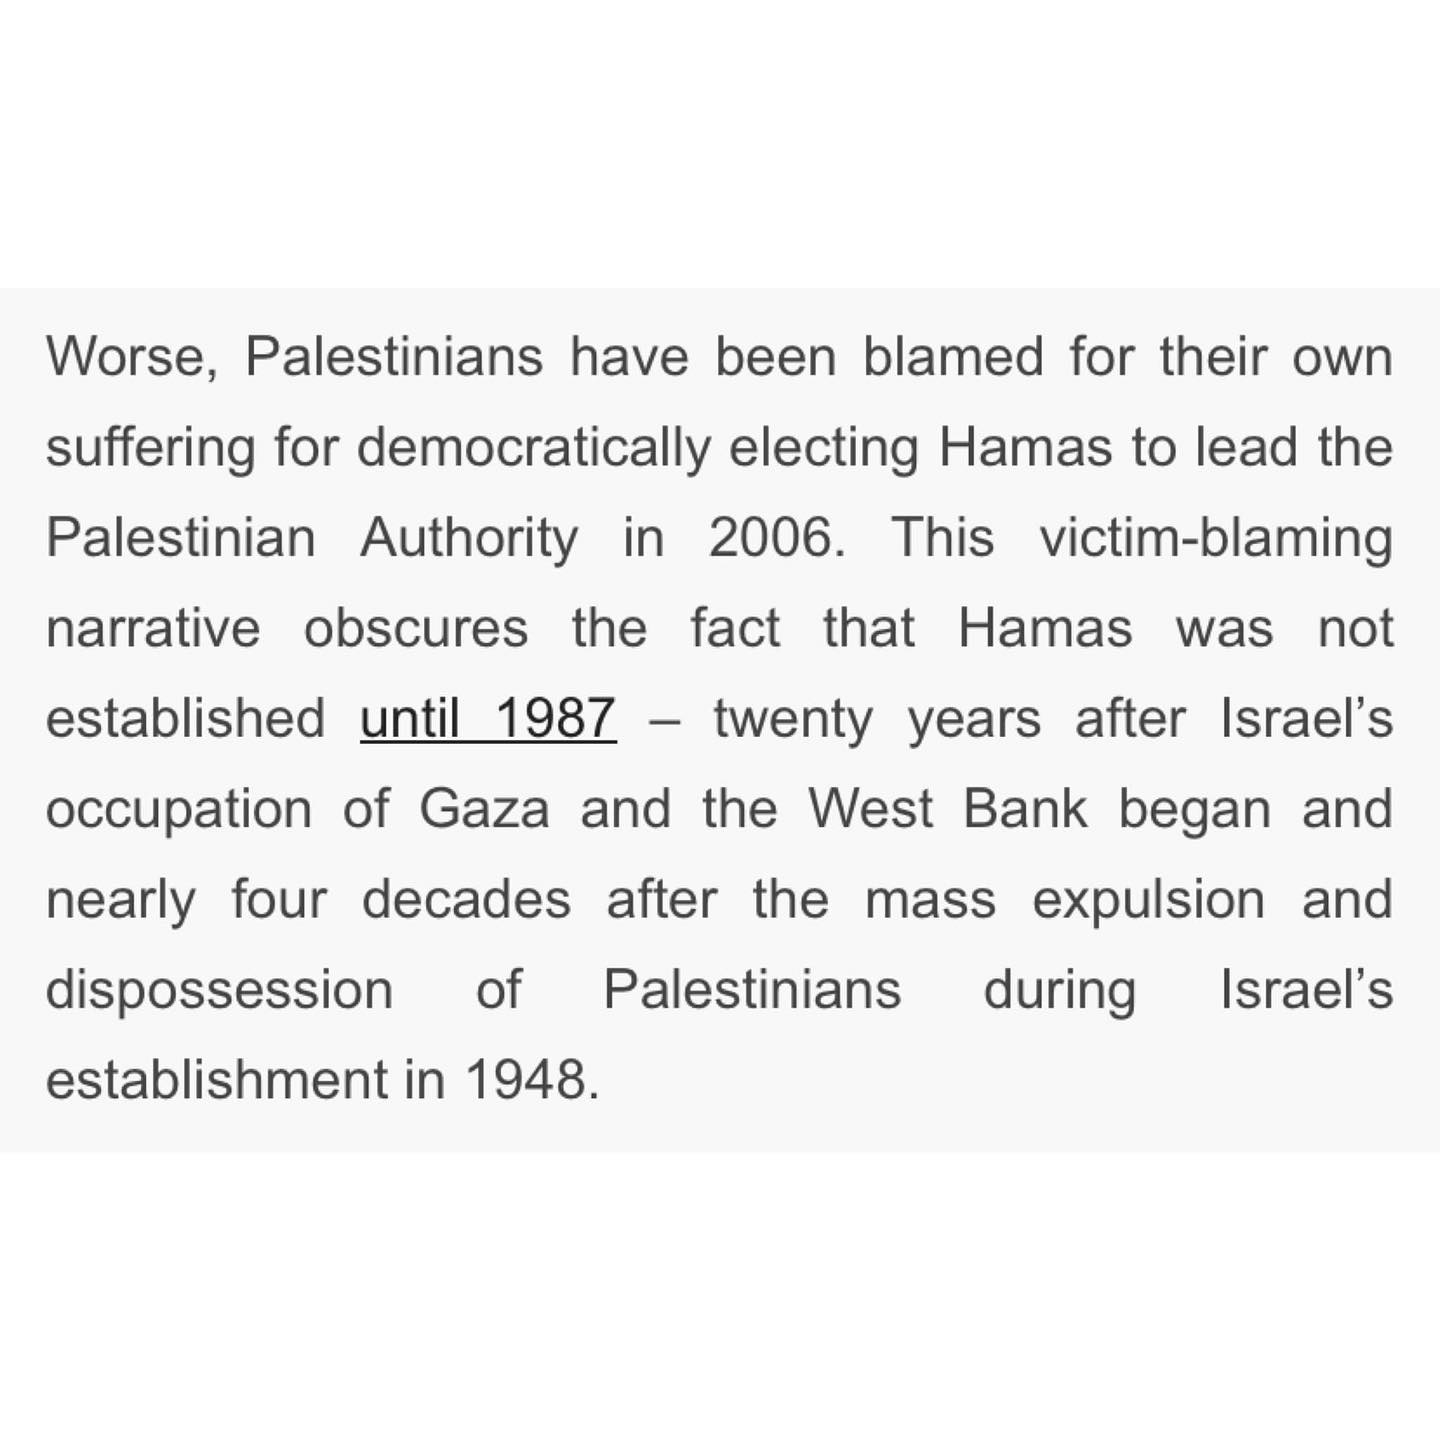 Worse, Palestinians have been blamed for their own
suffering for democratically electing Hamas to lead the
Palestinian Authority in 2006. This victim-blaming
narrative obscures the fact that Hamas was not
established until 1987 – twenty years after Israel’s
occupation of Gaza and the West Bank began and
nearly four decades after the mass expulsion and
dispossession of Palestinians during Israel’s
establishment in 1948.